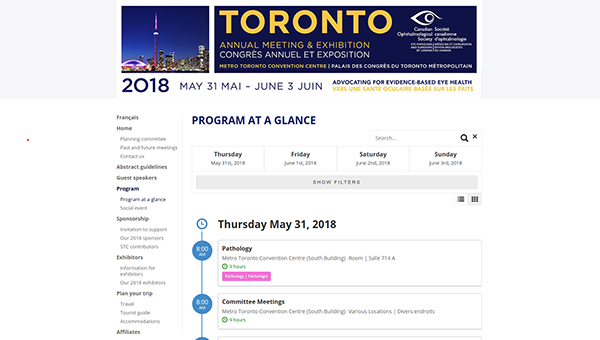 TORONTO
ANNUAL MEETING & EXHIBITION
CONGRÈS ANNUEL ET EXPOSITION
METRO TORONTO CONVENTION CENTRE | PALAIS DES CONGRÈS DU TORONTO MÉTROPOLITAIN
Canadian
Ophthalmological
Society
Société
canadienne
d'ophtalmologie
2018 MAY 31 MAI – JUNE 3 JUIN
ADVOCATING FOR EVIDENCE-BASED EYE HEALTH
VERS UNE SANTÉ OCULAIRE BASÉE SUR LES FAITS
Français
Home
Planning committee
Past and future meetings
Contact us
Abstract guidelines
Guest speakers
Program
Program at a glance
Social event
Sponsorship
Invitation to support
Our 2018 sponsors
STC contributors
Exhibitors
Information for
exhibitors
Our 2018 exhibitors
Plan your trip
Travel
Tourist guide
Accommodations
Affiliates
PROGRAM AT A GLANCE
Search...
Thursday
May 31st, 2018
Friday
June 1st, 2018
Saturday
June 2nd, 2018
Sunday
June 3rd, 2018
SHOW FILTERS
Thursday May 31, 2018
8:00
AM
Pathology
Metro Toronto Convention Centre (South Building) Room | Salle 714 A
9 hours
Pathology | Pathologie
8:00
AM
Committee Meetings
Metro Toronto Convention Centre (South Building) Various Locations | Divers endroits
9 hours